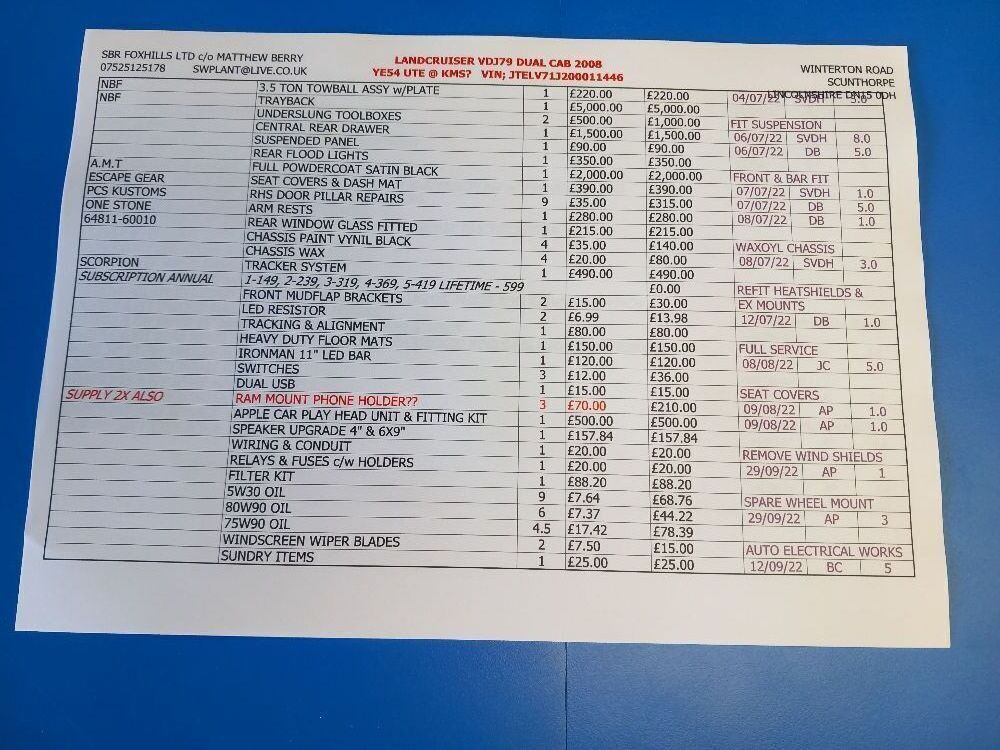 SBR FOXHILLS LTD c/o MATTHEW BERRY LANDCRUISER VDJ79 DUAL CAB 2008 WINTERTON ROAD
07525125178 SWPLANT@LIVE.CO.UK YE54 UTE @ KMS? VIN; JTELV71J200011446 SCUNTHORPE
LINCOLNSHIRE DN15 0DH
NBF 3.5 TON TOWBALL ASSY w/PLATE 1 £220.00 £220.00 04/07/22 SVDH 3.0
NBF TRAYBACK 1 £5,000.00 £5,000.00
UNDERSLUNG TOOLBOXES 2 £500.00 £1,000.00 FIT SUSPENSION
CENTRAL REAR DRAWER 1 £1,500.00 £1,500.00 06/07/22 SVDH 8.0
SUSPENDED PANEL 1 £90.00 £90.00 06/07/22 DB 5.0
REAR FLOOD LIGHTS 1 £350.00 £350.00
A.M.T FULL POWDERCOAT SATIN BLACK 1 £2,000.00 £2,000.00 FRONT & BAR FIT
ESCAPE GEAR SEAT COVERS & DASH MAT 1 £390.00 £390.00 07/07/22 SVDH 1.0
PCS KUSTOMS RHS DOOR PILLAR REPAIRS 9 £35.00 £315.00 07/07/22 DB 5.0
ONE STONE ARM RESTS 1 £280.00 £280.00 08/07/22 DB 1.0
64811-60010 REAR WINDOW GLASS FITTED 1 £215.00 £215.00
CHASSIS PAINT VYNIL BLACK 4 £35.00 £140.00 WAXOYL CHASSIS
CHASSIS WAX 4 £20.00 £80.00 08/07/22 SVDH 3.0
SCORPION TRACKER SYSTEM 1 £490.00 £490.00
SUBSCRIPTION ANNUAL 1-149, 2-239, 3-319, 4-369, 5-419 LIFETIME - 599 £0.00 REFIT HEATSHIELDS &
FRONT MUDFLAP BRACKETS 2 £15.00 £30.00 EX MOUNTS
LED RESISTOR 2 £6.99 £13.98 12/07/22 DB 1.0
TRACKING & ALIGNMENT 1 £80.00 £80.00
HEAVY DUTY FLOOR MATS 1 £150.00 £150.00 FULL SERVICE
IRONMAN 11" LED BAR 1 £120.00 £120.00 08/08/22 JC 5.0
SWITCHES 3 £12.00 £36.00
DUAL USB 1 £15.00 £15.00 SEAT COVERS
SUPPLY 2X ALSO RAM MOUNT PHONE HOLDER?? 3 £70.00 £210.00 09/08/22 AP 1.0
APPLE CAR PLAY HEAD UNIT & FITTING KIT 1 £500.00 £500.00 09/08/22 AP 1.0
SPEAKER UPGRADE 4" & 6X9" 1 £157.84 £157.84
WIRING & CONDUIT 1 £20.00 £20.00 REMOVE WIND SHIELDS
RELAYS & FUSES c/w HOLDERS 1 £20.00 £20.00 29/09/22 AP 1
FILTER KIT 1 £88.20 £88.20
5W30 OIL 9 £7.64 £68.76 SPARE WHEEL MOUNT
80W90 OIL 6 £7.37 £44.22 29/09/22 AP 3
75W90 OIL 4.5 £17.42 £78.39
WINDSCREEN WIPER BLADES 2 £7.50 £15.00 AUTO ELECTRICAL WORKS
SUNDRY ITEMS 1 £25.00 £25.00 12/09/22 BC 5